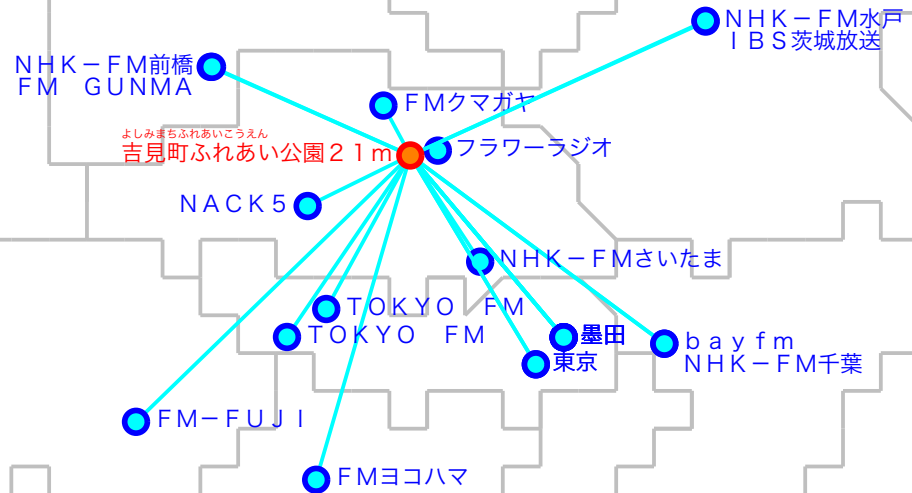 NHK－FM水戸
IBS茨城放送
NHK－FM前橋
FM　GUNMA
FMクマガヤ
よしみまちふれあいこうえん
吉見町ふれあい公園21m
フラワーラジオ
NACK5
NHK－FMさいたま
TOKYO　FM
TOKYO　FM
墨田
bayfm
NHK－FM千葉
東京
FM－FUJI
FMヨコハマ